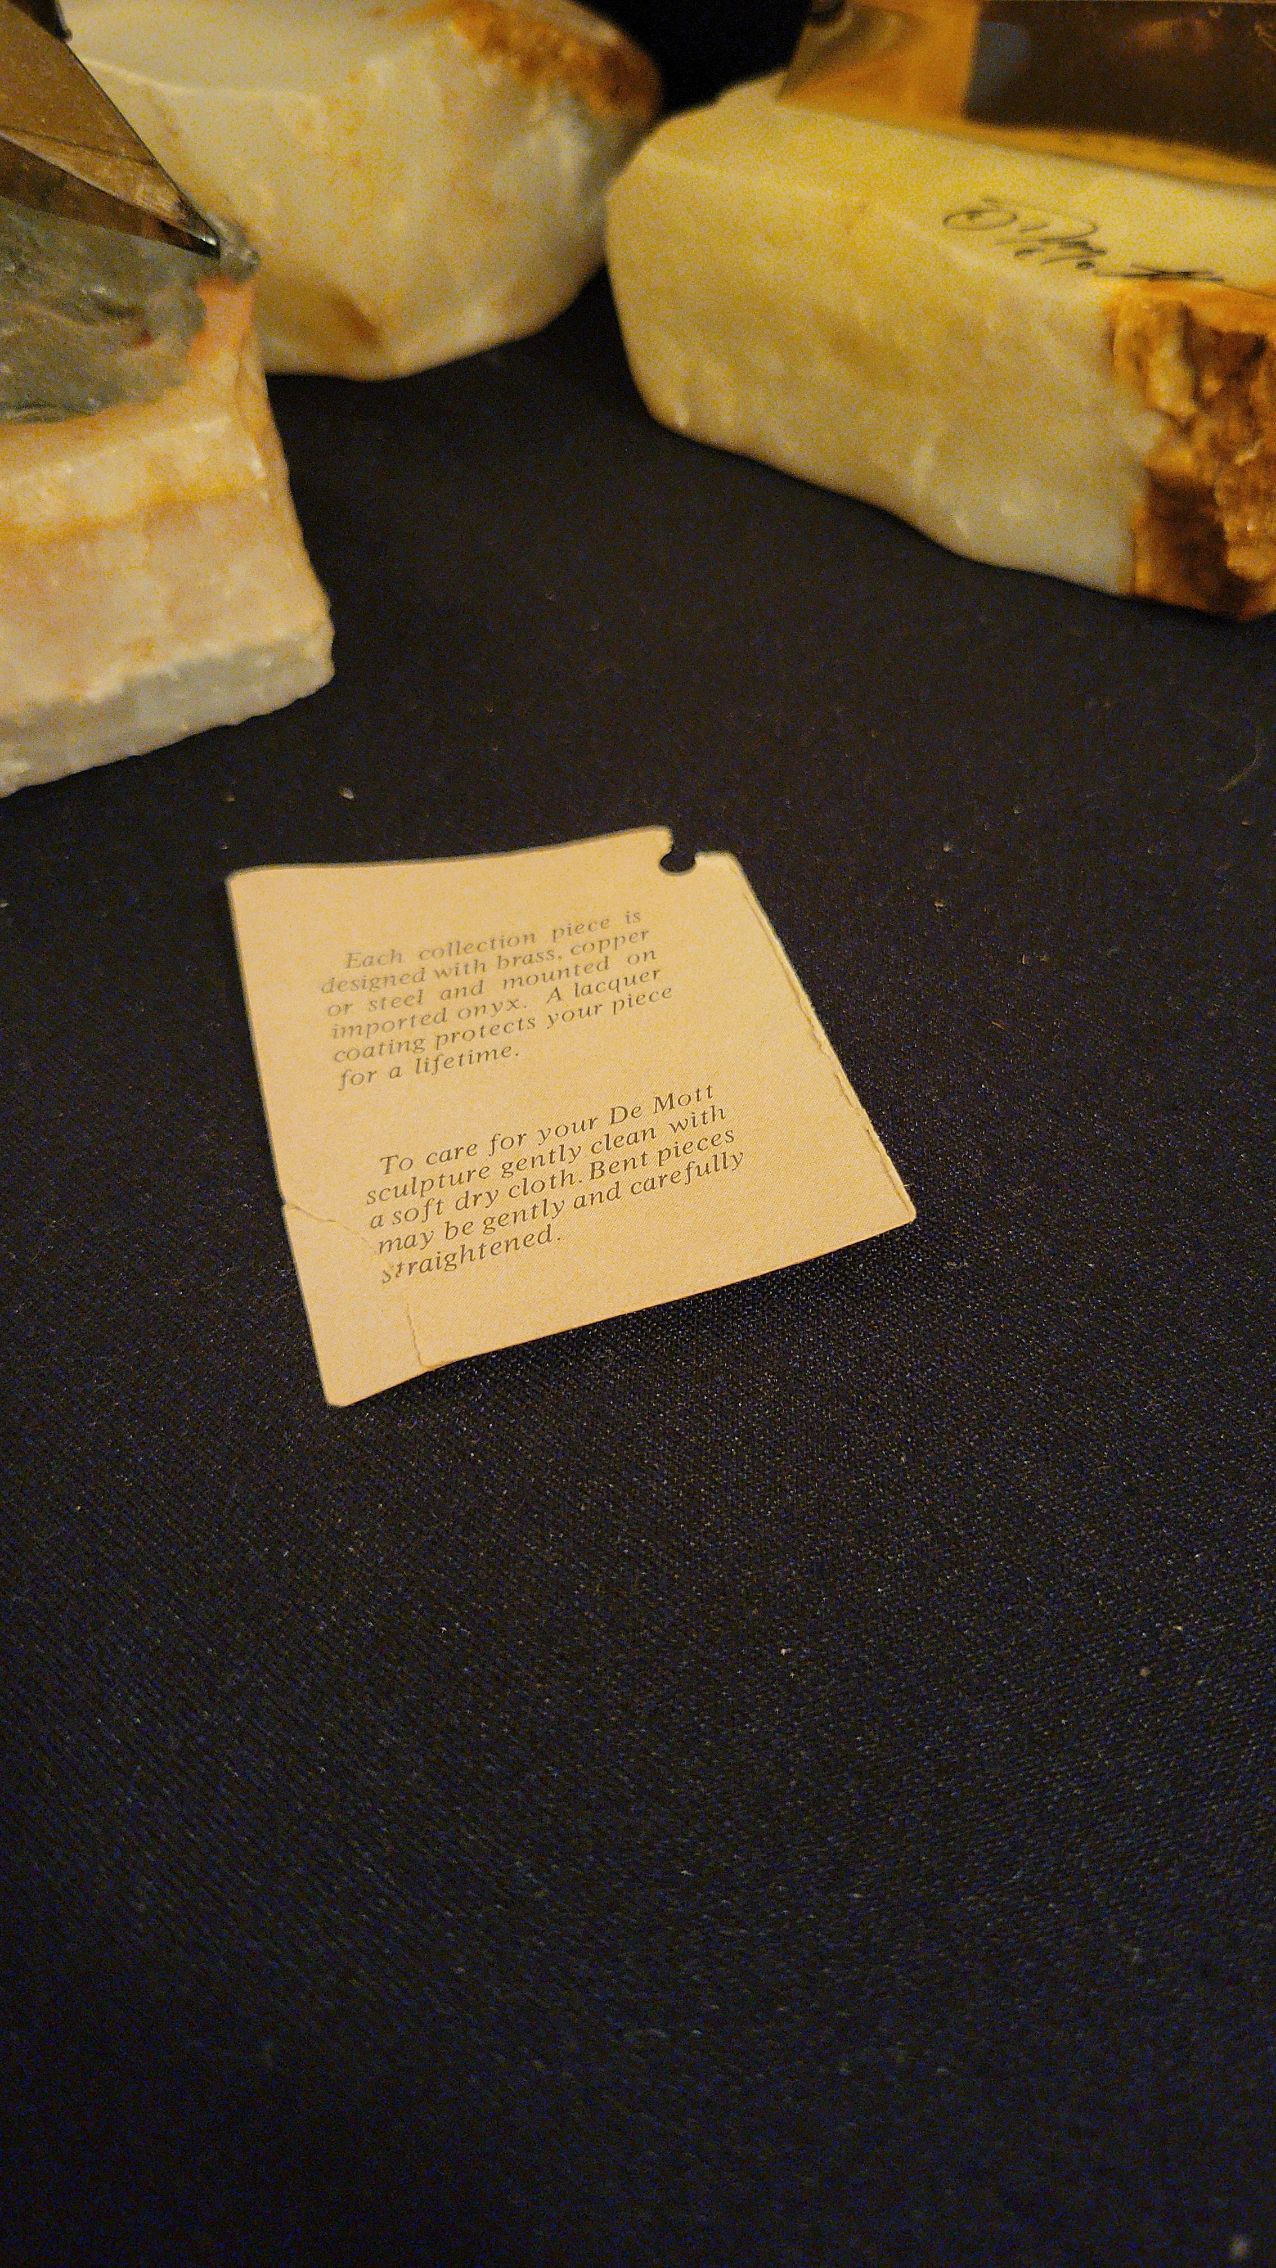 Each collection piece is
designed with brass, copper
or steel and mounted on
imported onyx. A lacquer
coating protects your piece
for a lifetime.
To care for your De Mott
sculpture gently clean with
a soft dry cloth. Bent pieces
may be gently and carefully
straightened.